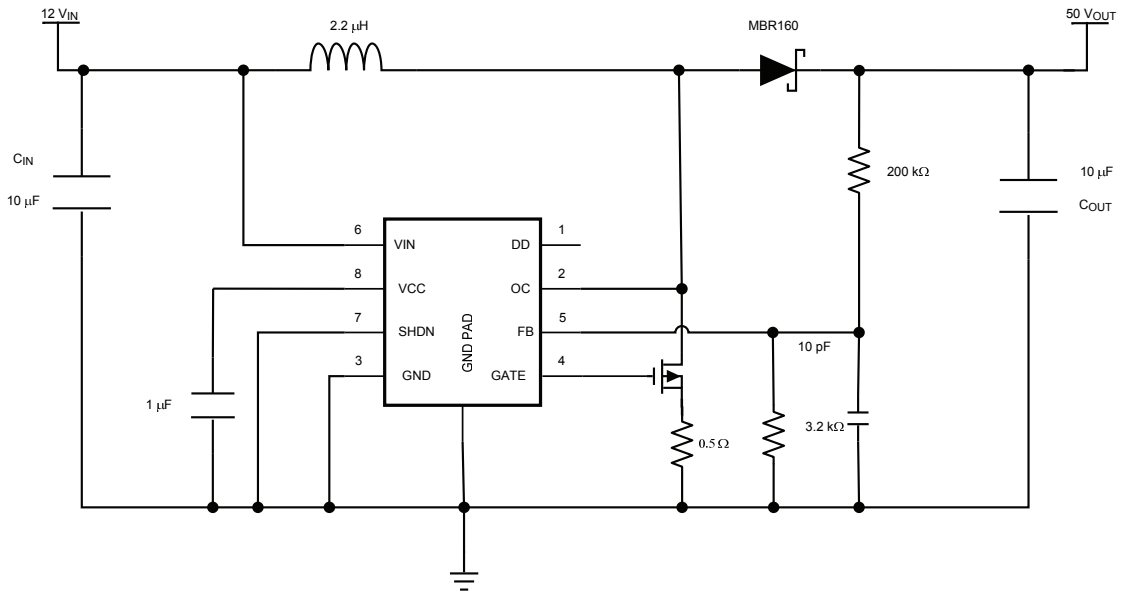 12 VIN
2.2 μH
MBR160
50 VOUT
CIN
10 μF
200 kΩ
10 μF
COUT
6
VIN
DD
1
8
VCC
OC
2
7
SHDN
FB
5
3
GND
GATE
4
GND PAD
10 pF
1 μF
0.5 Ω
3.2 kΩ